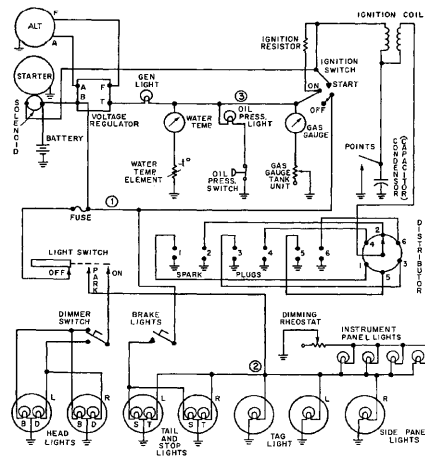 ALT
F
A
STARTER
SOLENOID
BATTERY
A
F
B
T
VOLTAGE
REGULATOR
GEN
LIGHT
WATER
TEMP
WATER
TEMP
ELEMENT
-1°
3
OIL
PRESS.
LIGHT
OIL
PRESS.
SWITCH
GAS
GAUGE
GAS
GAUGE
TANK
UNIT
IGNITION
RESISTOR
IGNITION
SWITCH
ON
START
OFF
IGNITION COIL
POINTS
CONDENSER
(CAPACITOR)
FUSE
1
LIGHT SWITCH
OFF
PARK
ON
1
2
3
4
5
6
SPARK PLUGS
2
4
6
1
3
5
DISTRIBUTOR
DIMMER
SWITCH
BRAKE
LIGHTS
DIMMING
RHEOSTAT
INSTRUMENT
PANEL LIGHTS
2
L
R
L
R
L
R
B D
B D
S T
S T
HEAD
LIGHTS
TAIL
AND
STOP
LIGHTS
TAG
LIGHT
SIDE PANEL
LIGHTS